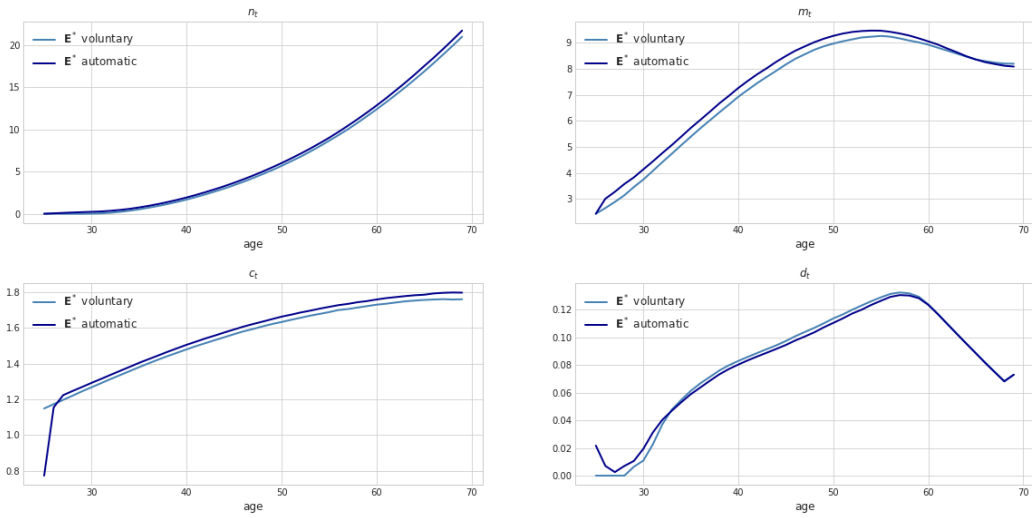 n_t
E* voluntary
E* automatic
20
15
10
5
0
30
40
50
60
70
age
m_t
E* voluntary
E* automatic
9
8
7
6
5
4
3
30
40
50
60
70
age
c_t
E* voluntary
E* automatic
1.8
1.6
1.4
1.2
1.0
0.8
30
40
50
60
70
age
d_t
E* voluntary
E* automatic
0.12
0.10
0.08
0.06
0.04
0.02
0.00
30
40
50
60
70
age